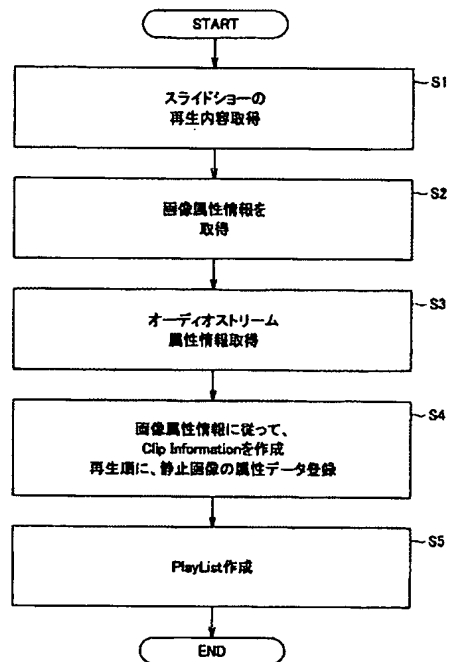 START
S1
スライドショーの
再生内容取得
S2
画像属性情報を
取得
S3
オーディオストリーム
属性情報取得
S4
画像属性情報に従って、
Clip Informationを作成
再生順に、静止画像の属性データ登録
S5
PlayList作成
END